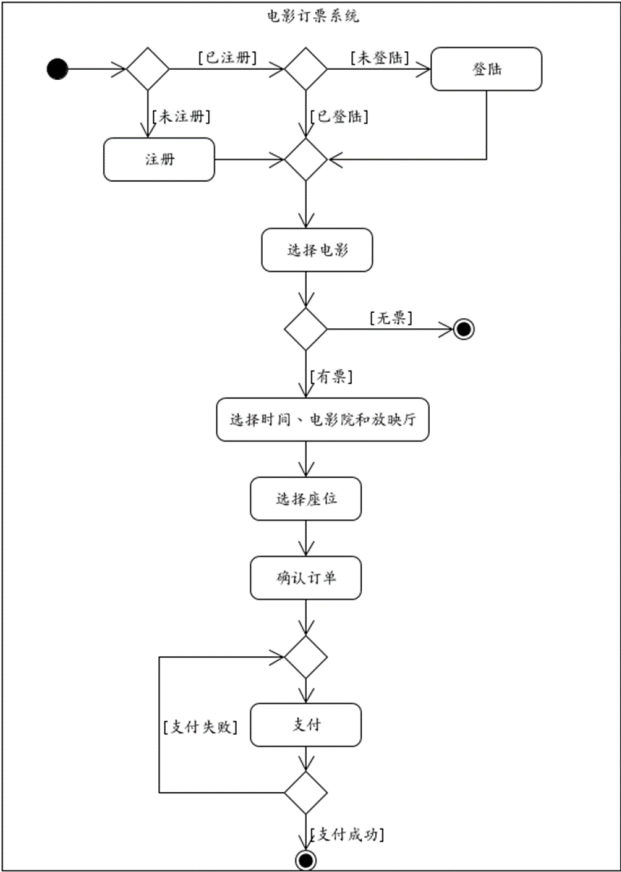 电影订票系统
[已注册]
[未登陆]
登陆
[未注册]
[已登陆]
注册
选择电影
[无票]
[有票]
选择时间、电影院和放映厅
选择座位
确认订单
[支付失败]
支付
[支付成功]